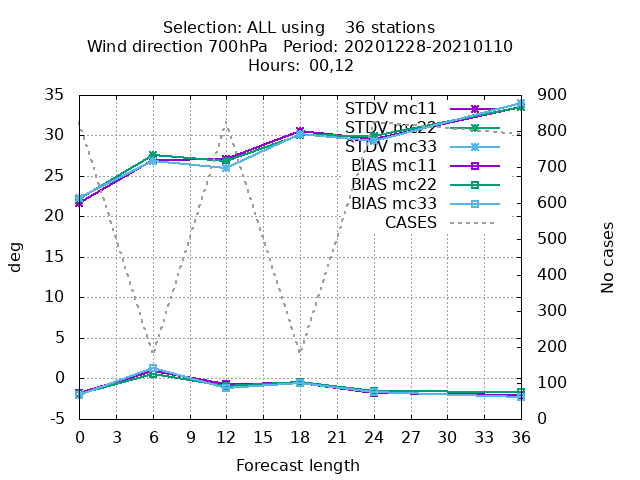 Selection: ALL using 36 stations
Wind direction 700hPa Period: 20201228-20210110
Hours: 00,12
35
30
25
20
15
10
5
0
-5
deg
900
800
700
600
500
400
300
200
100
0
No cases
STDV mc11
STDV mc22
STDV mc33
BIAS mc11
BIAS mc22
BIAS mc33
CASES
0 3 6 9 12 15 18 21 24 27 30 33 36
Forecast length